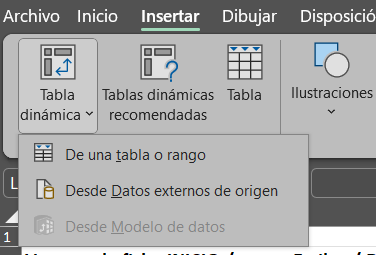 Archivo Inicio Insertar Dibujar Disposició
Tabla dinámica
Tablas dinámicas recomendadas
Tabla
Ilustraciones
De una tabla o rango
Desde Datos externos de origen
Desde Modelo de datos
L
1